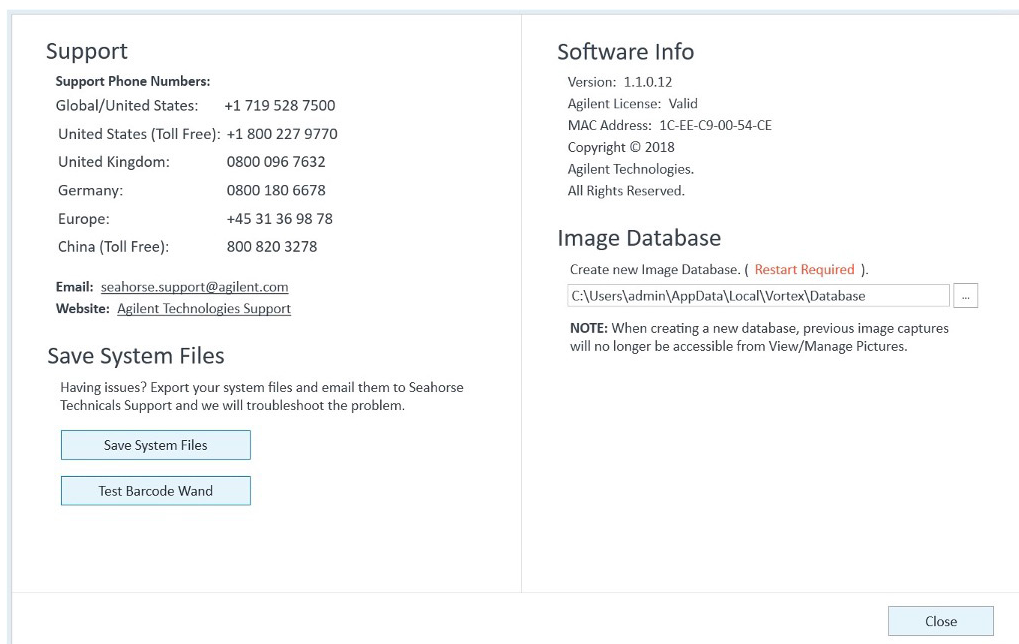 Support
Support Phone Numbers:
Global/United States: +1 719 528 7500
United States (Toll Free): +1 800 227 9770
United Kingdom: 0800 096 7632
Germany: 0800 180 6678
Europe: +45 31 36 98 78
China (Toll Free): 800 820 3278
Email: seahorse.support@agilent.com
Website: Agilent Technologies Support
Save System Files
Having issues? Export your system files and email them to Seahorse
Technicals Support and we will troubleshoot the problem.
Save System Files
Test Barcode Wand
Software Info
Version: 1.1.0.12
Agilent License: Valid
MAC Address: 1C-EE-C9-00-54-CE
Copyright © 2018
Agilent Technologies.
All Rights Reserved.
Image Database
Create new Image Database. ( Restart Required ).
C:\Users\admin\AppData\Local\Vortex\Database
...
NOTE: When creating a new database, previous image captures
will no longer be accessible from View/Manage Pictures.
Close